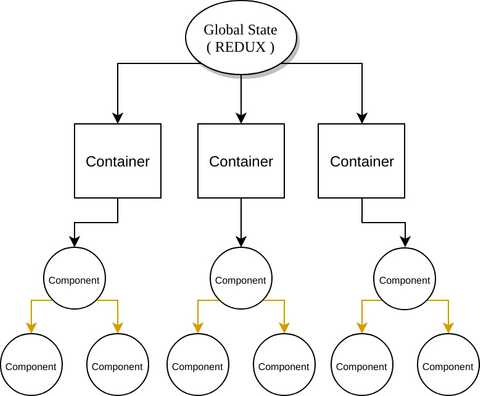 Global State
( REDUX )
Container
Container
Container
Component
Component
Component
Component
Component
Component
Component
Component
Component